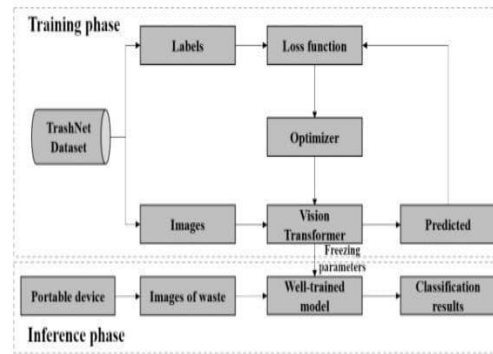 Training phase
Labels
Loss function
TrashNet
Dataset
Optimizer
Images
Vision
Transformer
Predicted
Freezing
parameters
Portable device
Images of waste
Well-trained
model
Classification
results
Inference phase